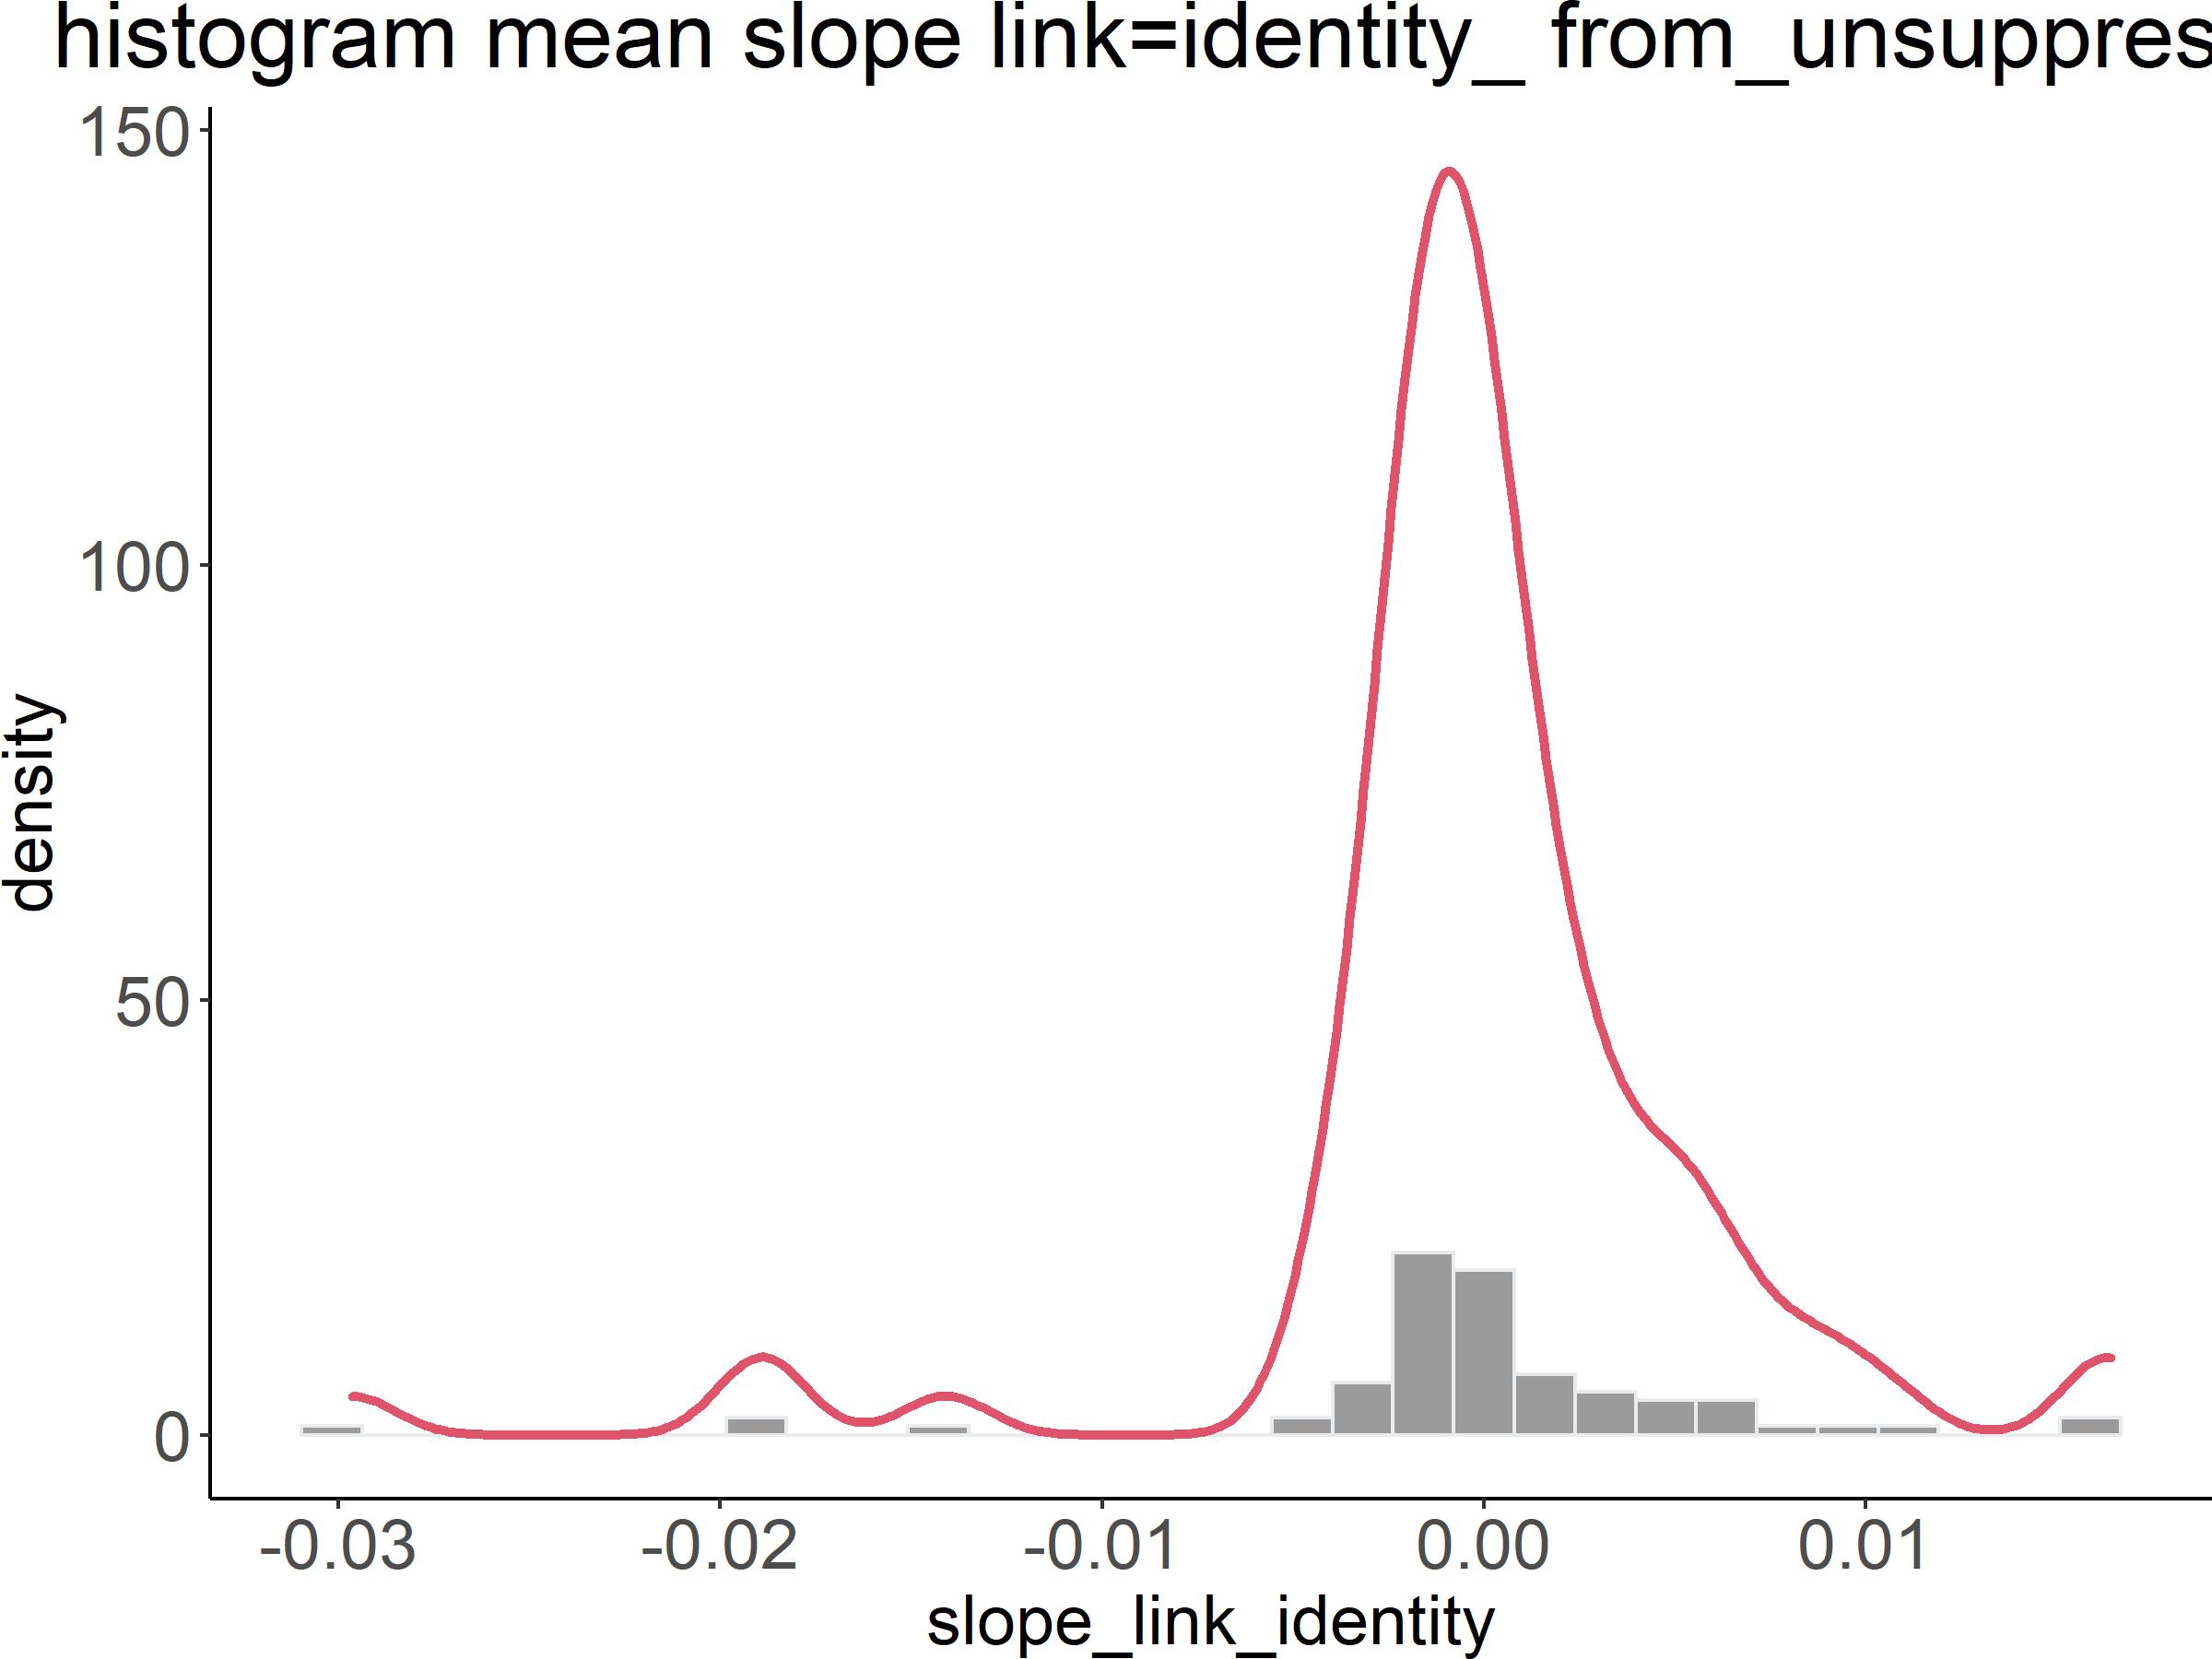 histogram mean slope link=identity_ from_unsuppres
150
100
50
0
density
-0.03 -0.02 -0.01 0.00 0.01
slope_link_identity